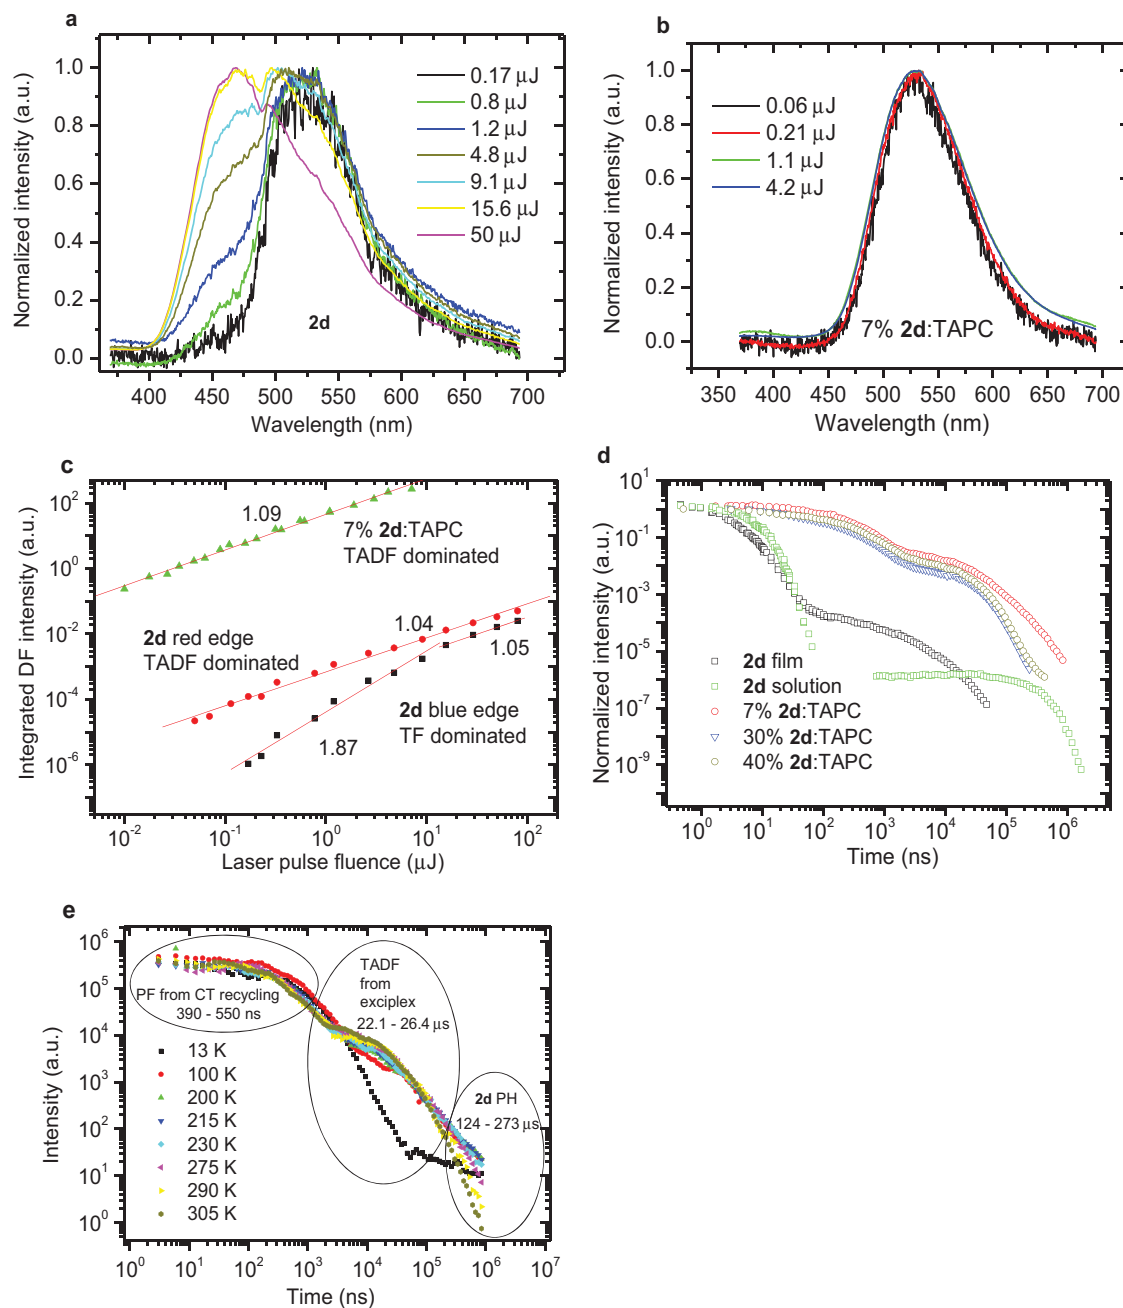 a
Normalized intensity (a.u.)
1.0
0.8
0.6
0.4
0.2
0.0
400 450 500 550 600 650 700
Wavelength (nm)
0.17 μJ
0.8 μJ
1.2 μJ
4.8 μJ
9.1 μJ
15.6 μJ
50 μJ
2d
b
Normalized intensity (a.u.)
1.0
0.8
0.6
0.4
0.2
0.0
350 400 450 500 550 600 650 700
Wavelength (nm)
0.06 μJ
0.21 μJ
1.1 μJ
4.2 μJ
7% 2d:TAPC
c
Integrated DF intensity (a.u.)
10^2
10^0
10^-2
10^-4
10^-6
10^-2 10^-1 10^0 10^1 10^2
Laser pulse fluence (μJ)
1.09
7% 2d:TAPC
TADF dominated
2d red edge
TADF dominated
1.04
1.05
2d blue edge
TF dominated
1.87
d
Normalized intensity (a.u.)
10^1
10^-1
10^-3
10^-5
10^-7
10^-9
10^0 10^1 10^2 10^3 10^4 10^5 10^6
Time (ns)
2d film
2d solution
7% 2d:TAPC
30% 2d:TAPC
40% 2d:TAPC
e
Intensity (a.u.)
10^6
10^5
10^4
10^3
10^2
10^1
10^0
10^0 10^1 10^2 10^3 10^4 10^5 10^6 10^7
Time (ns)
PF from CT recycling
390 - 550 ns
TADF
from
exciplex
22.1 - 26.4 μs
2d PH
124 - 273 μs
13 K
100 K
200 K
215 K
230 K
275 K
290 K
305 K